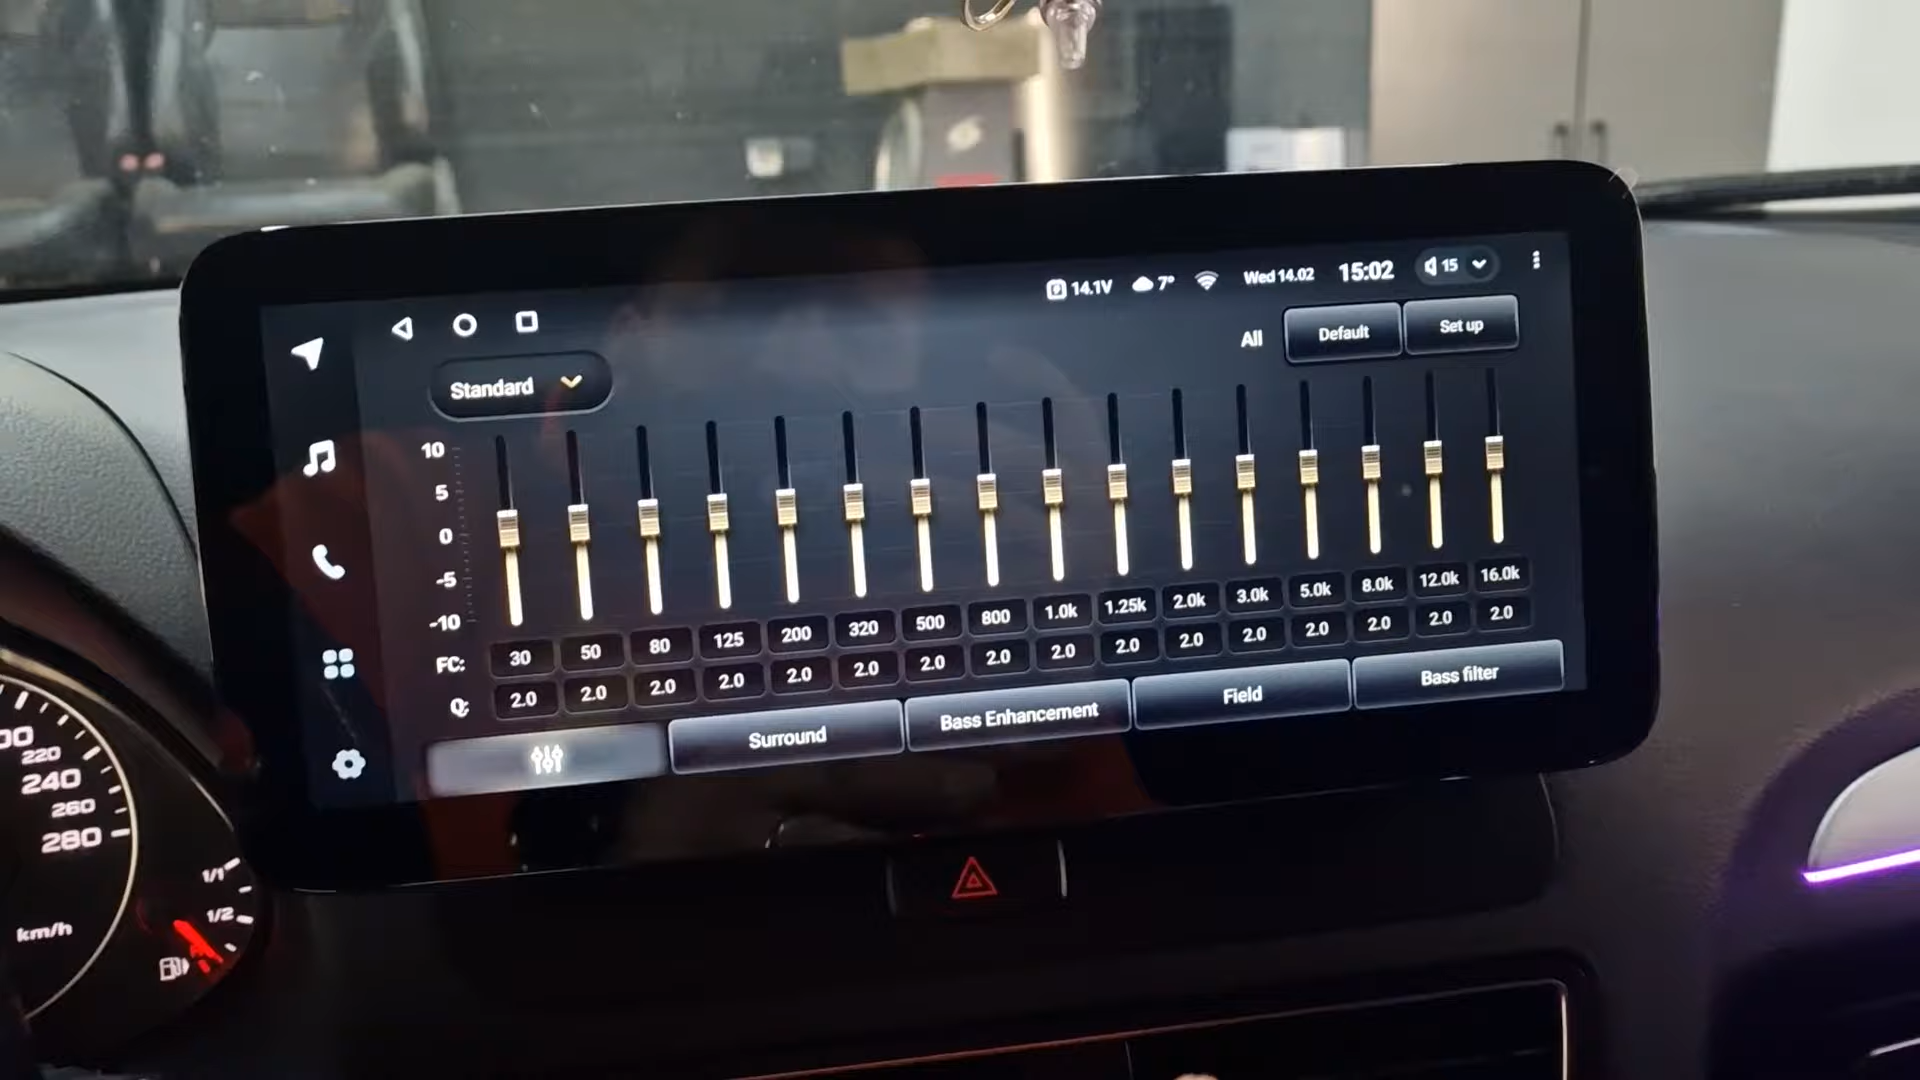 14.1V 7° Wed 14.02 15:02 15
All Default Set up
Standard
10
5
0
-5
-10
FC: 30 50 80 125 200 320 500 800 1.0k 1.25k 2.0k 3.0k 5.0k 8.0k 12.0k 16.0k
Q: 2.0 2.0 2.0 2.0 2.0 2.0 2.0 2.0 2.0 2.0 2.0 2.0 2.0 2.0 2.0 2.0
Surround Bass Enhancement Field Bass filter
220
240
260
280
km/h
1/1
1/2